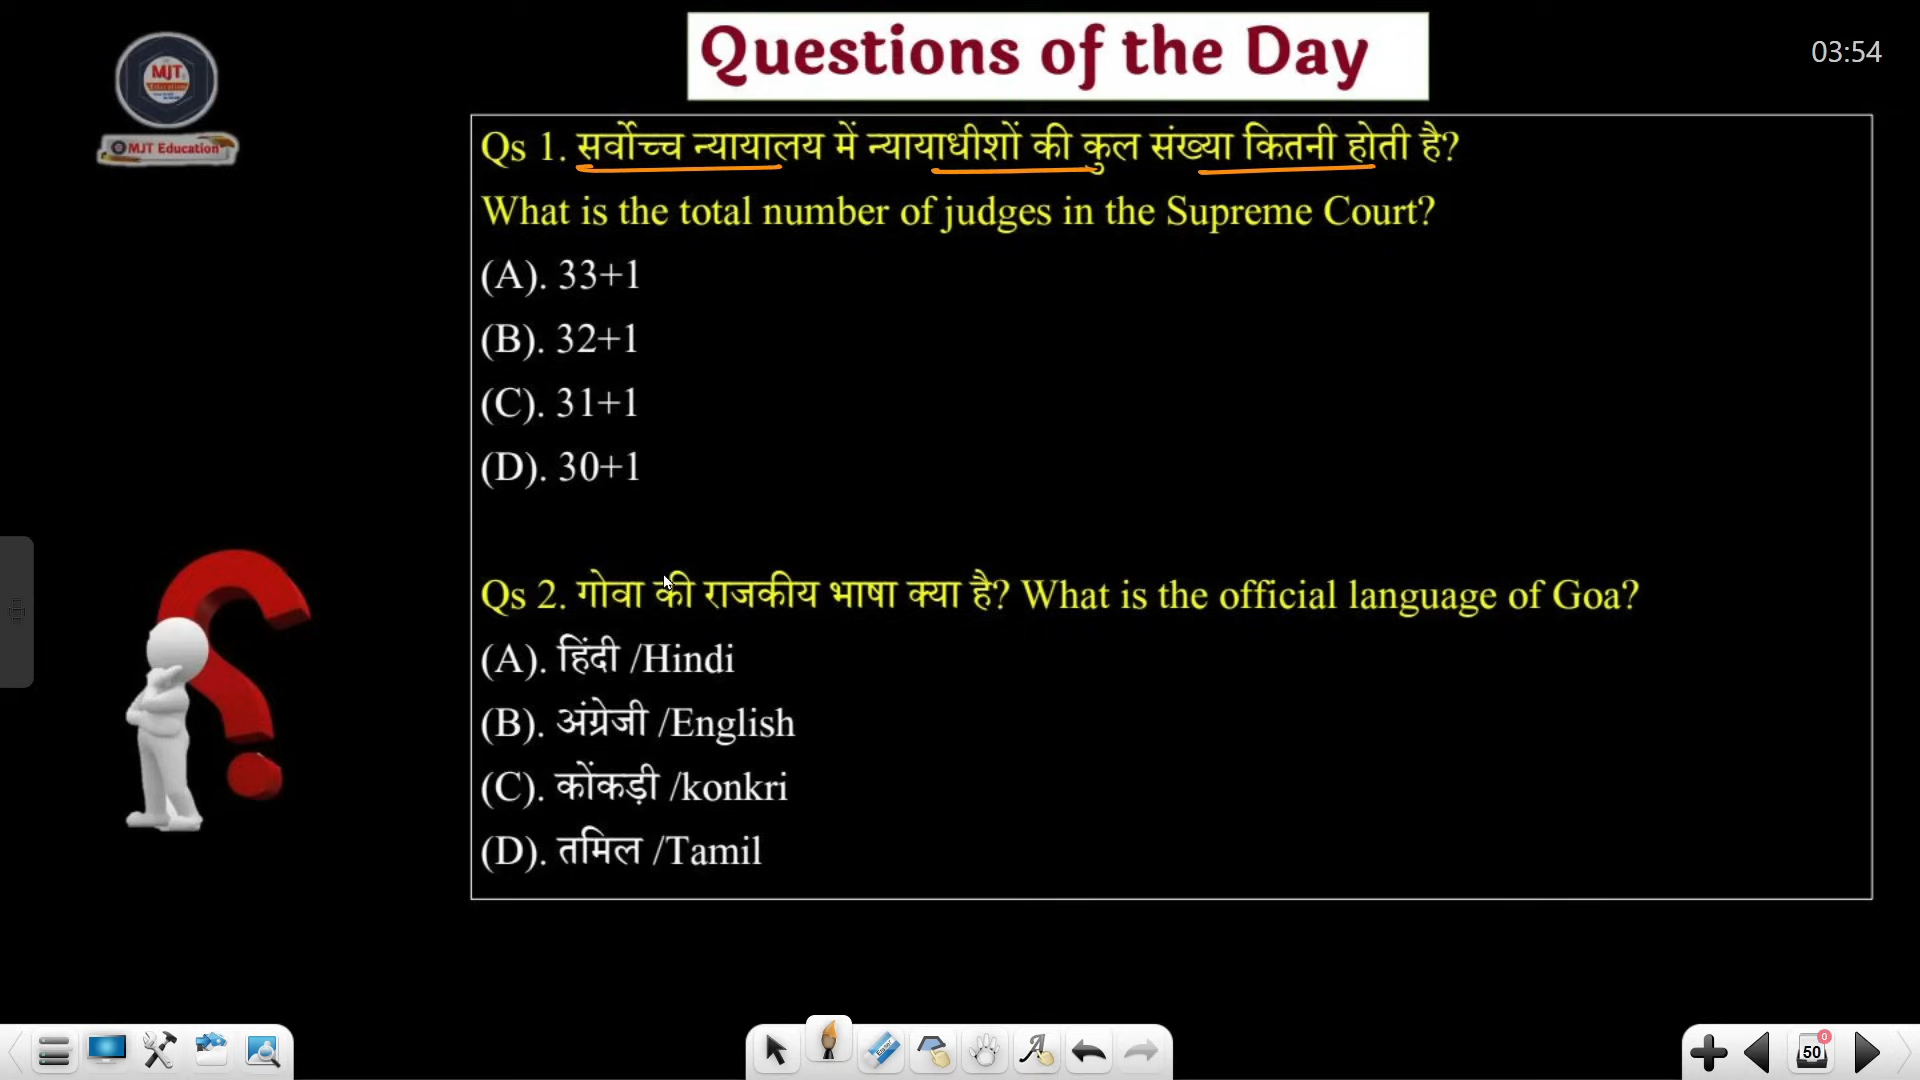 Questions of the Day
03:54
MJT
Education
MJT Education
Qs 1. सर्वोच्च न्यायालय में न्यायाधीशों की कुल संख्या कितनी होती है?
What is the total number of judges in the Supreme Court?
(A). 33+1
(B). 32+1
(C). 31+1
(D). 30+1
Qs 2. गोवा की राजकीय भाषा क्या है? What is the official language of Goa?
(A). हिंदी /Hindi
(B). अंग्रेजी /English
(C). कोंकड़ी /konkri
(D). तमिल /Tamil
50
0